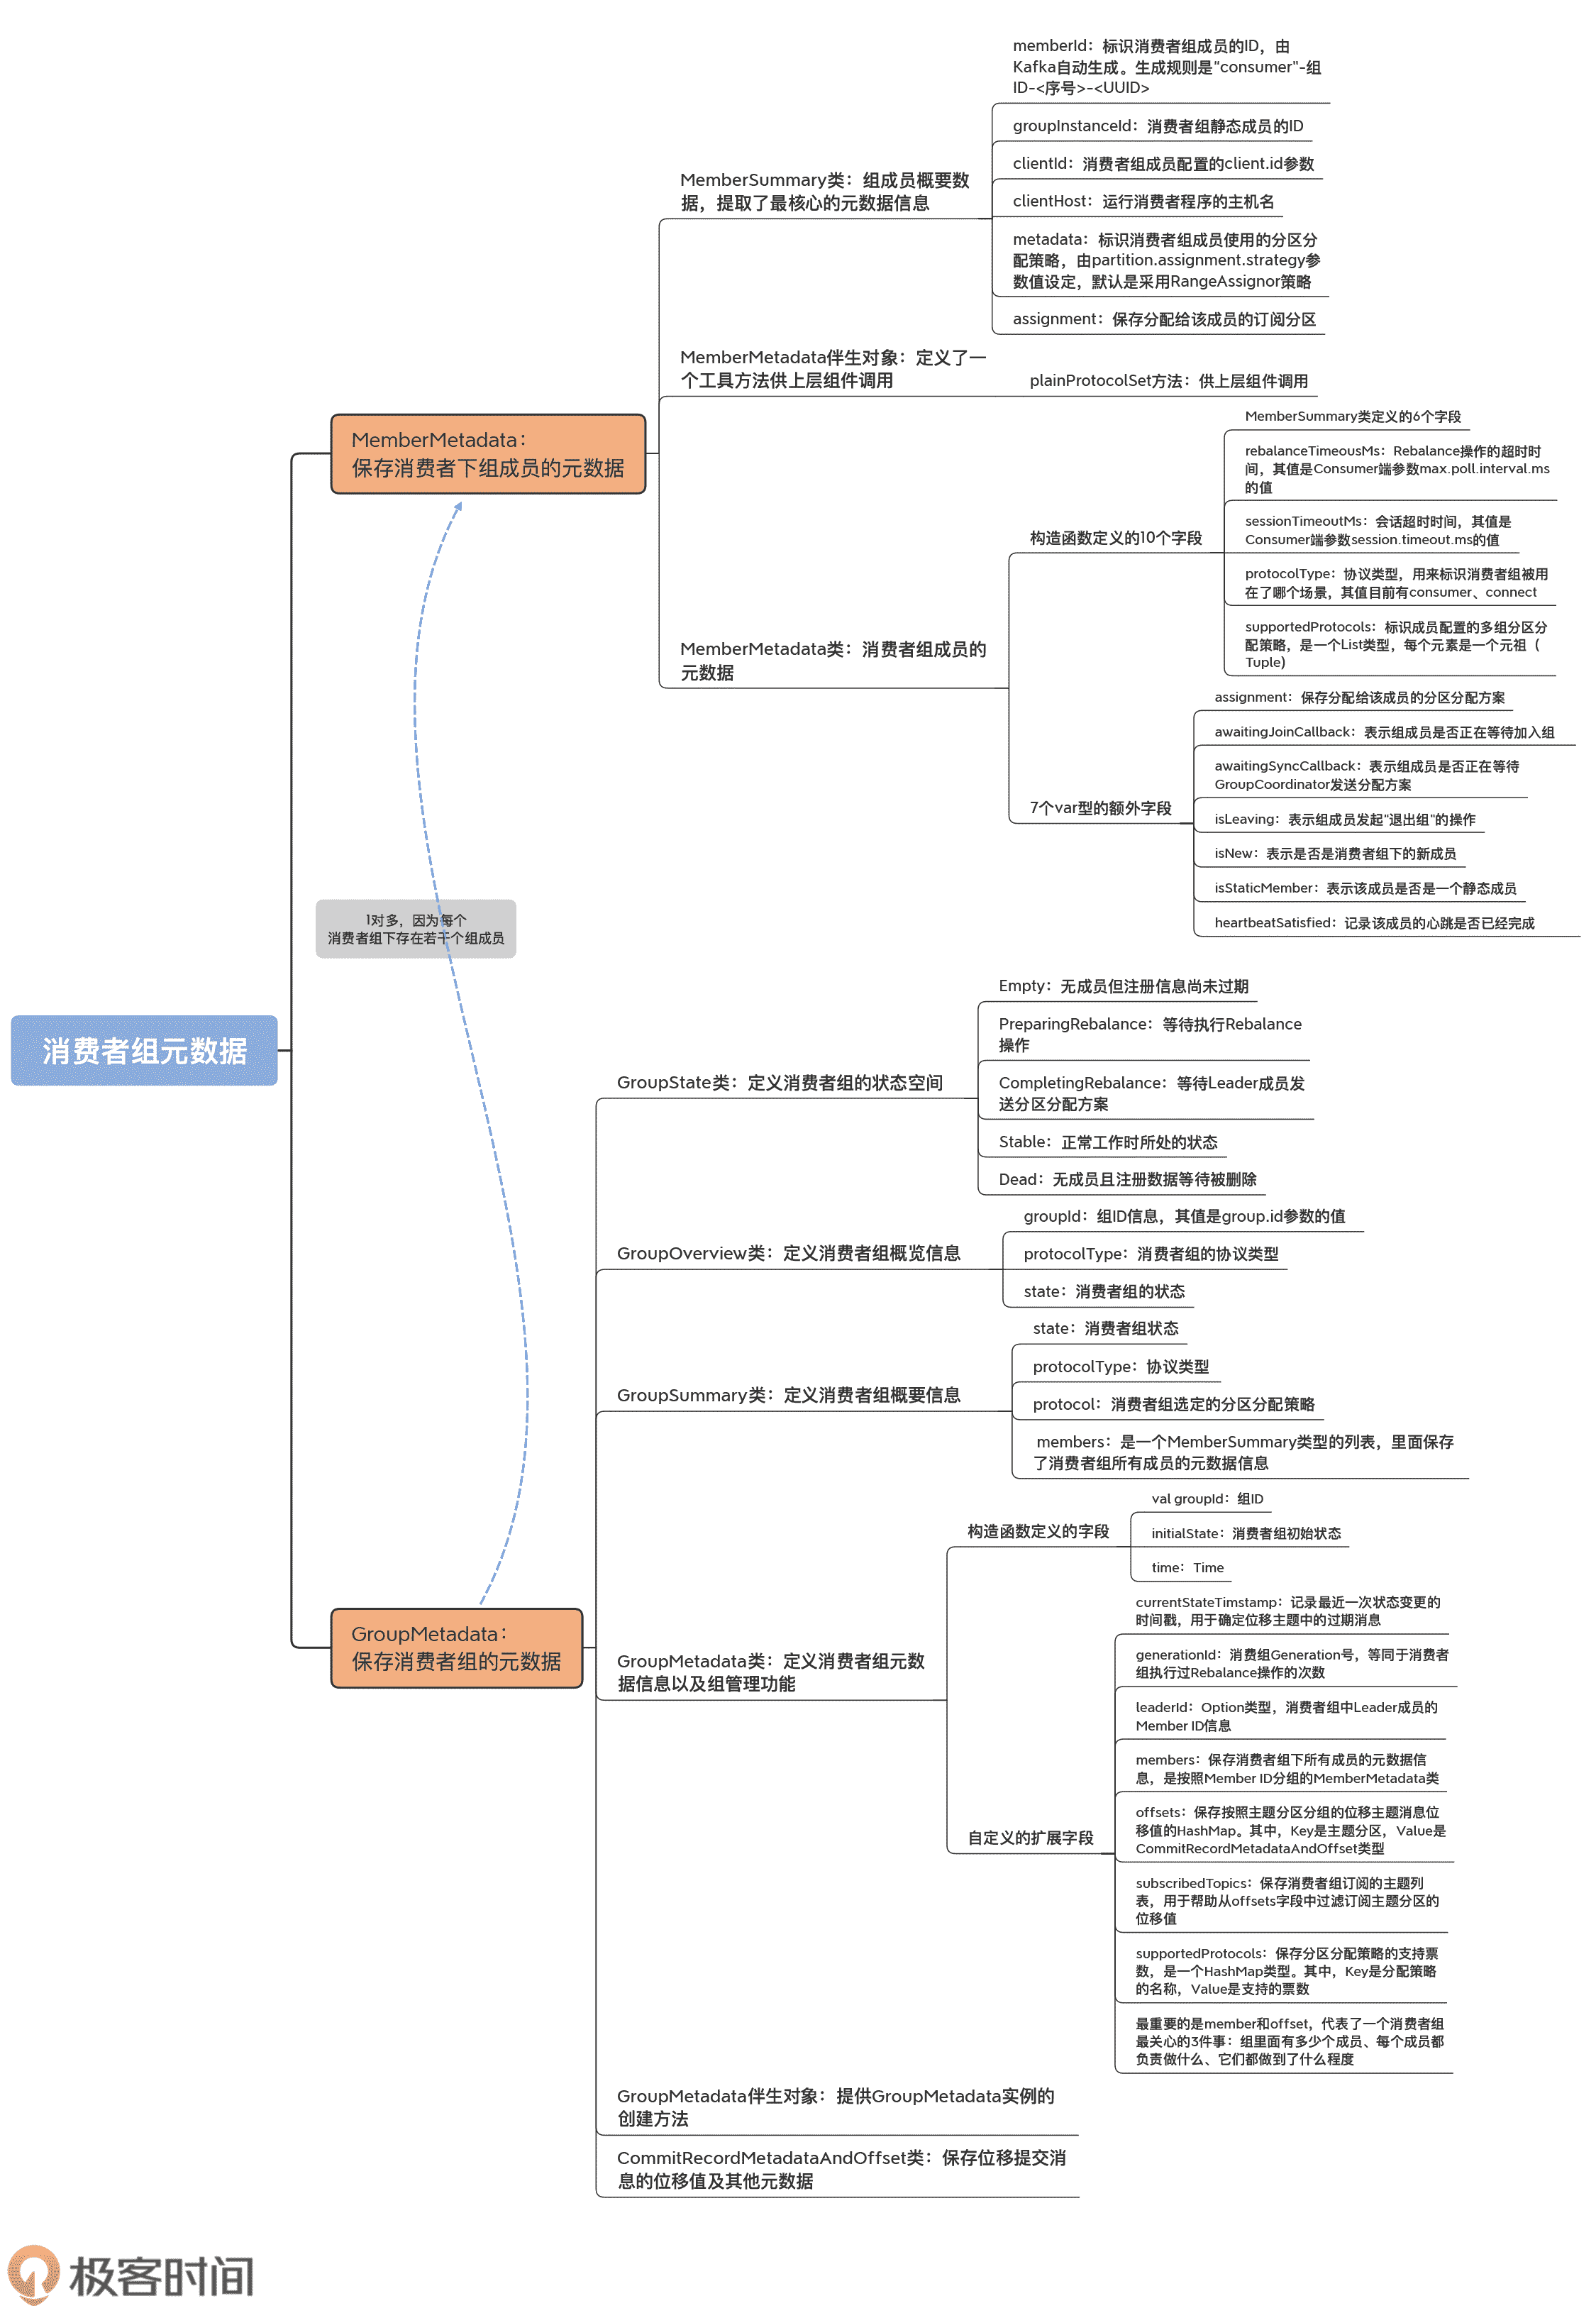 memberId：标识消费者组成员的ID，由
Kafka自动生成。生成规则是"consumer"-组
ID-<序号>-<UUID>
groupInstanceId：消费者组静态成员的ID
clientId：消费者组成员配置的client.id参数
MemberSummary类：组成员概要数
据，提取了最核心的元数据信息
clientHost：运行消费者程序的主机名
metadata：标识消费者组成员使用的分区分
配策略，由partition.assignment.strategy参
数值设定，默认是采用RangeAssignor策略
assignment：保存分配给该成员的订阅分区
MemberMetadata伴生对象：定义了一
个工具方法供上层组件调用
plainProtocolSet方法：供上层组件调用
MemberMetadata：
保存消费者下组成员的元数据
MemberSummary类定义的6个字段
rebalanceTimeousMs：Rebalance操作的超时时
间，其值是Consumer端参数max.poll.interval.ms
的值
构造函数定义的10个字段
sessionTimeoutMs：会话超时时间，其值是
Consumer端参数session.timeout.ms的值
protocolType：协议类型，用来标识消费者组被用
在了哪个场景，其值目前有consumer、connect
supportedProtocols：标识成员配置的多组分区分
配策略，是一个List类型，每个元素是一个元祖（
Tuple)
MemberMetadata类：消费者组成员的
元数据
assignment：保存分配给该成员的分区分配方案
awaitingJoinCallback：表示组成员是否正在等待加入组
awaitingSyncCallback：表示组成员是否正在等待
GroupCoordinator发送分配方案
7个var型的额外字段
isLeaving：表示组成员发起"退出组"的操作
isNew：表示是否是消费者组下的新成员
isStaticMember：表示该成员是否是一个静态成员
heartbeatSatisfied：记录该成员的心跳是否已经完成
1对多，因为每个
消费者组下存在若干个组成员
消费者组元数据
Empty：无成员但注册信息尚未过期
PreparingRebalance：等待执行Rebalance
操作
GroupState类：定义消费者组的状态空间
CompletingRebalance：等待Leader成员发
送分区分配方案
Stable：正常工作时所处的状态
Dead：无成员且注册数据等待被删除
groupId：组ID信息，其值是group.id参数的值
GroupOverview类：定义消费者组概览信息
protocolType：消费者组的协议类型
state：消费者组的状态
state：消费者组状态
protocolType：协议类型
GroupSummary类：定义消费者组概要信息
protocol：消费者组选定的分区分配策略
members：是一个MemberSummary类型的列表，里面保存
了消费者组所有成员的元数据信息
val groupId：组ID
构造函数定义的字段
initialState：消费者组初始状态
time：Time
GroupMetadata：
保存消费者组的元数据
GroupMetadata类：定义消费者组元数
据信息以及组管理功能
currentStateTimstamp：记录最近一次状态变更的
时间戳，用于确定位移主题中的过期消息
generationId：消费组Generation号，等同于消费者
组执行过Rebalance操作的次数
leaderId：Option类型，消费者组中Leader成员的
Member ID信息
members：保存消费者组下所有成员的元数据信
息，是按照Member ID分组的MemberMetadata类
自定义的扩展字段
offsets：保存按照主题分区分组的位移主题消息位
移值的HashMap。其中，Key是主题分区，Value是
CommitRecordMetadataAndOffset类型
subscribedTopics：保存消费者组订阅的主题列
表，用于帮助从offsets字段中过滤订阅主题分区的
位移值
supportedProtocols：保存分区分配策略的支持票
数，是一个HashMap类型。其中，Key是分配策略
的名称，Value是支持的票数
最重要的是member和offset，代表了一个消费者组
最关心的3件事：组里面有多少个成员、每个成员都
负责做什么、它们都做到了什么程度
GroupMetadata伴生对象：提供GroupMetadata实例的
创建方法
CommitRecordMetadataAndOffset类：保存位移提交消
息的位移值及其他元数据
极客时间